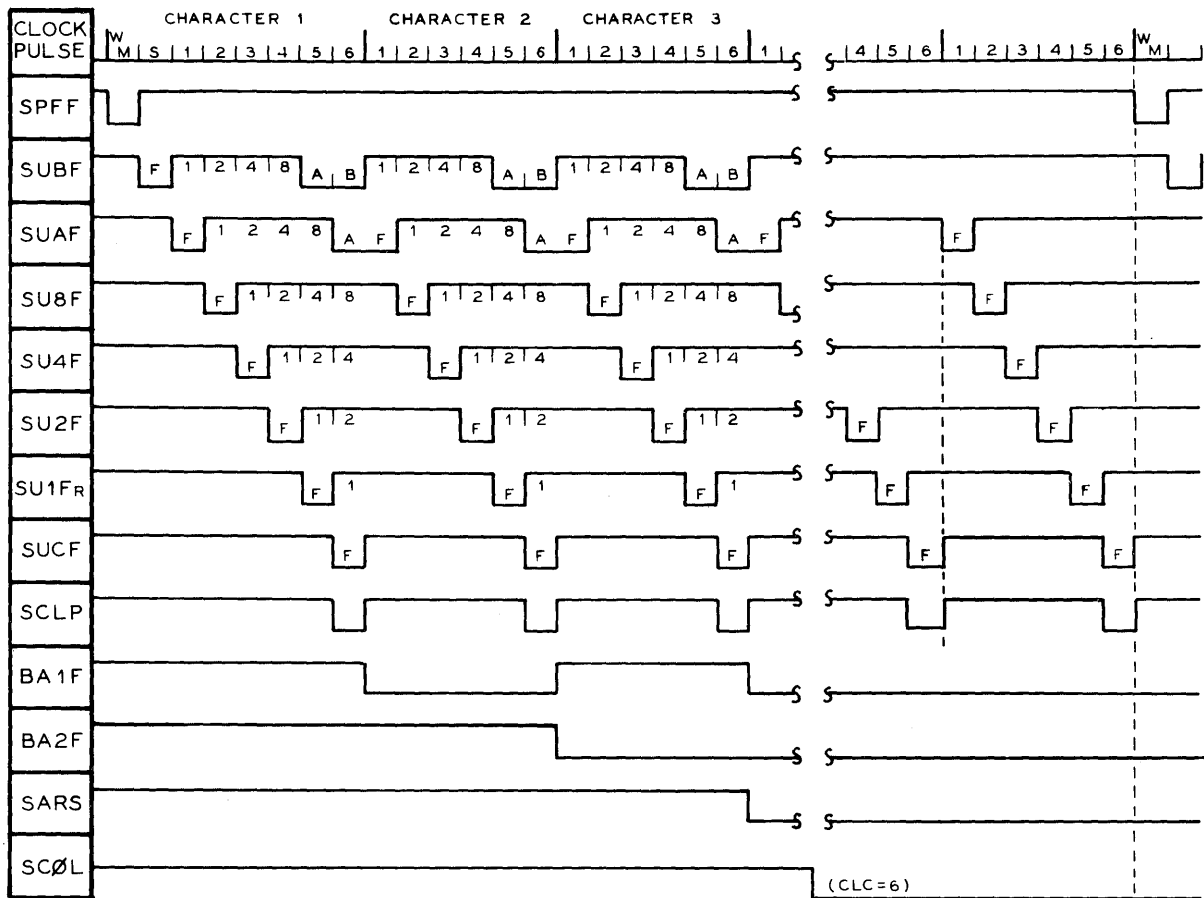 CHARACTER 1 CHARACTER 2 CHARACTER 3
CLOCK PULSE W M S 1 2 3 4 5 6 1 2 3 4 5 6 1 2 3 4 5 6 1 4 5 6 1 2 3 4 5 6 W M
SPFF
SUBF F 1 2 4 8 A B 1 2 4 8 A B 1 2 4 8 A B
SUAF F 1 2 4 8 A F 1 2 4 8 A F 1 2 4 8 A F F
SU8F F 1 2 4 8 F 1 2 4 8 F 1 2 4 8 F
SU4F F 1 2 4 F 1 2 4 F 1 2 4 F
SU2F F 1 2 F 1 2 F 1 2 F F
SU1FR F 1 F 1 F 1 F F
SUCF F F F F F
SCLP
BA1F
BA2F
SARS
SCØL (CLC=6)